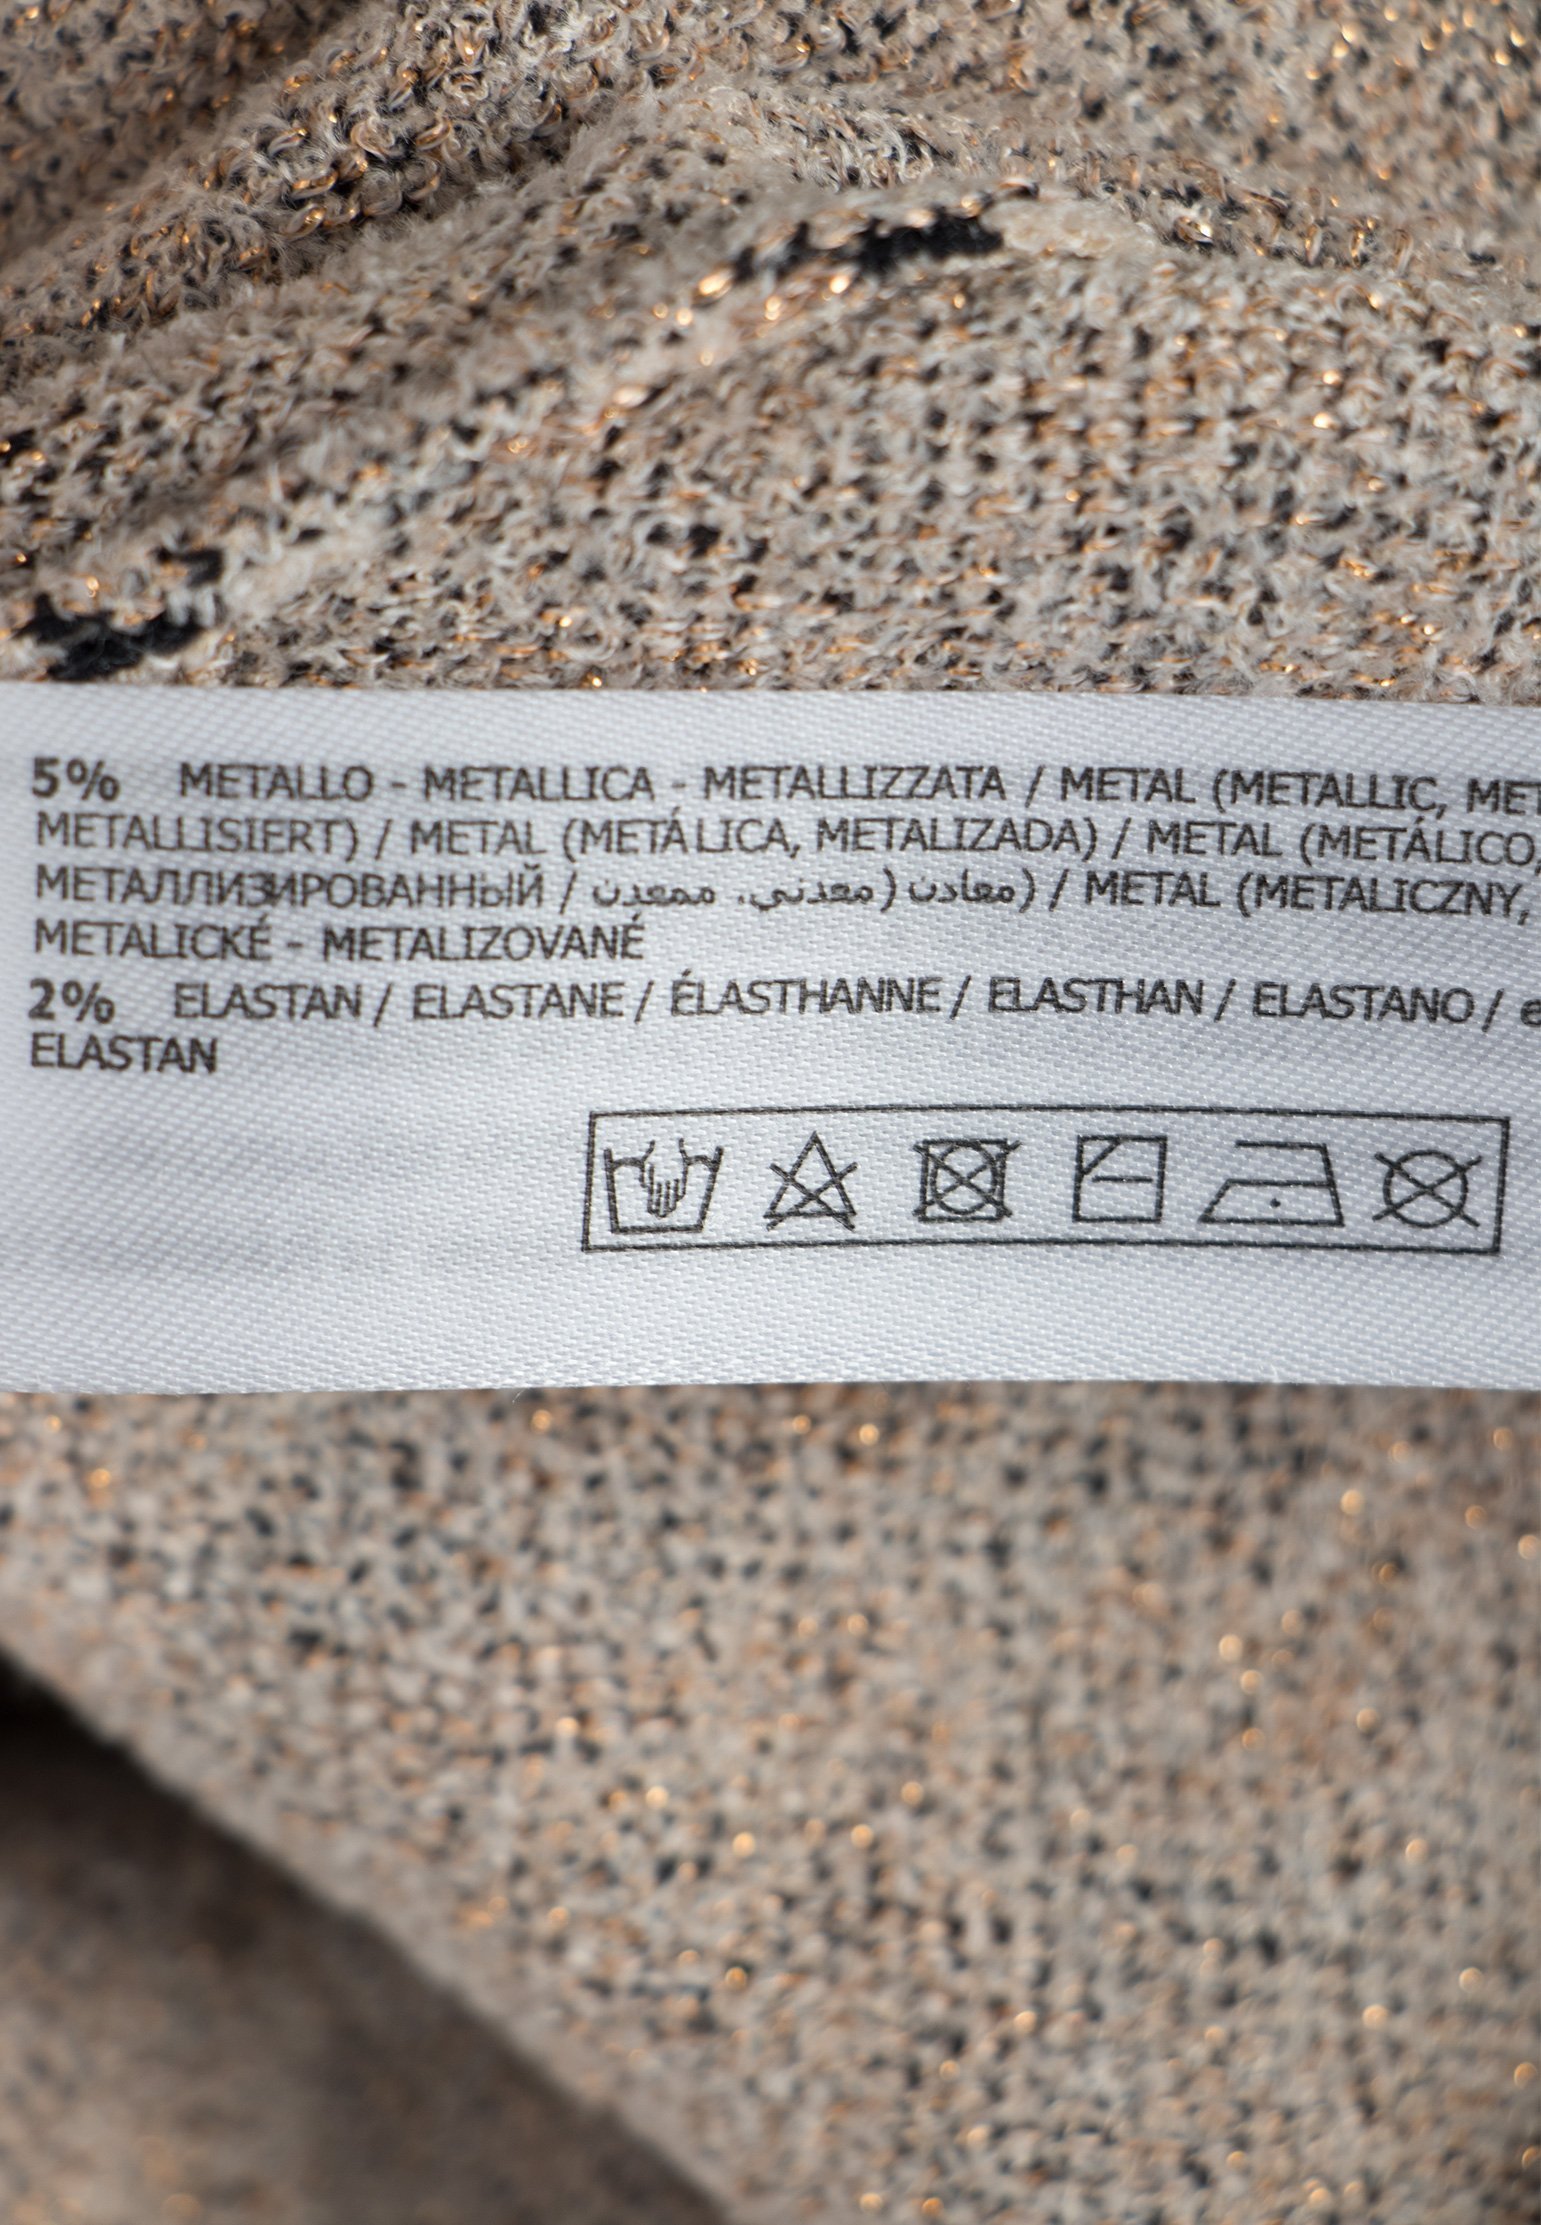 5% METALLO - METALLICA - METALLIZZATA / METAL (METALLIC, MET
METALLISIERT) / METAL (METÁLICA, METALIZADA) / METAL (METÁLICO,
МЕТАЛЛИЗИРОВАННЫЙ / معادن (معدني، ممعدن) / METAL (METALICZNY,
METALICKÉ - METALIZOVANÉ
2% ELASTAN / ELASTANE / ÉLASTHANNE / ELASTHAN / ELASTANO / e
ELASTAN